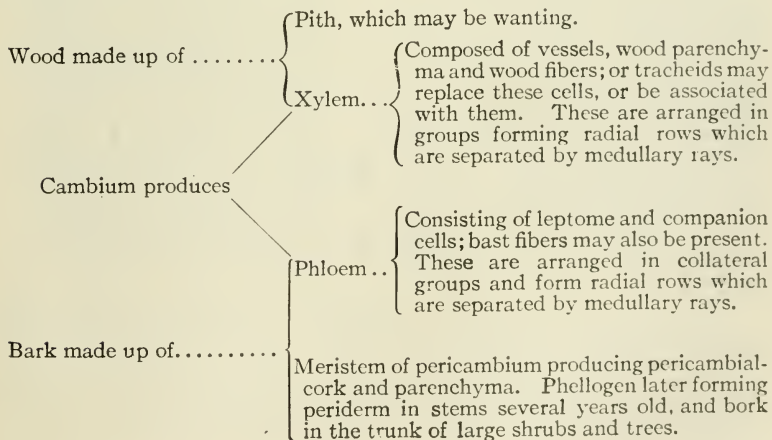 Pith, which may be wanting.
Wood made up of ........
Xylem...
Composed of vessels, wood parenchy-
ma and wood fibers; or tracheids may
replace these cells, or be associated
with them. These are arranged in
groups forming radial rows which
are separated by medullary rays.
Cambium produces
Phloem ..
Consisting of leptome and companion
cells; bast fibers may also be present.
These are arranged in collateral
groups and form radial rows which
are separated by medullary rays.
Bark made up of..........
Meristem of pericambium producing pericambial-
cork and parenchyma. Phellogen later forming
periderm in stems several years old, and bork
in the trunk of large shrubs and trees.